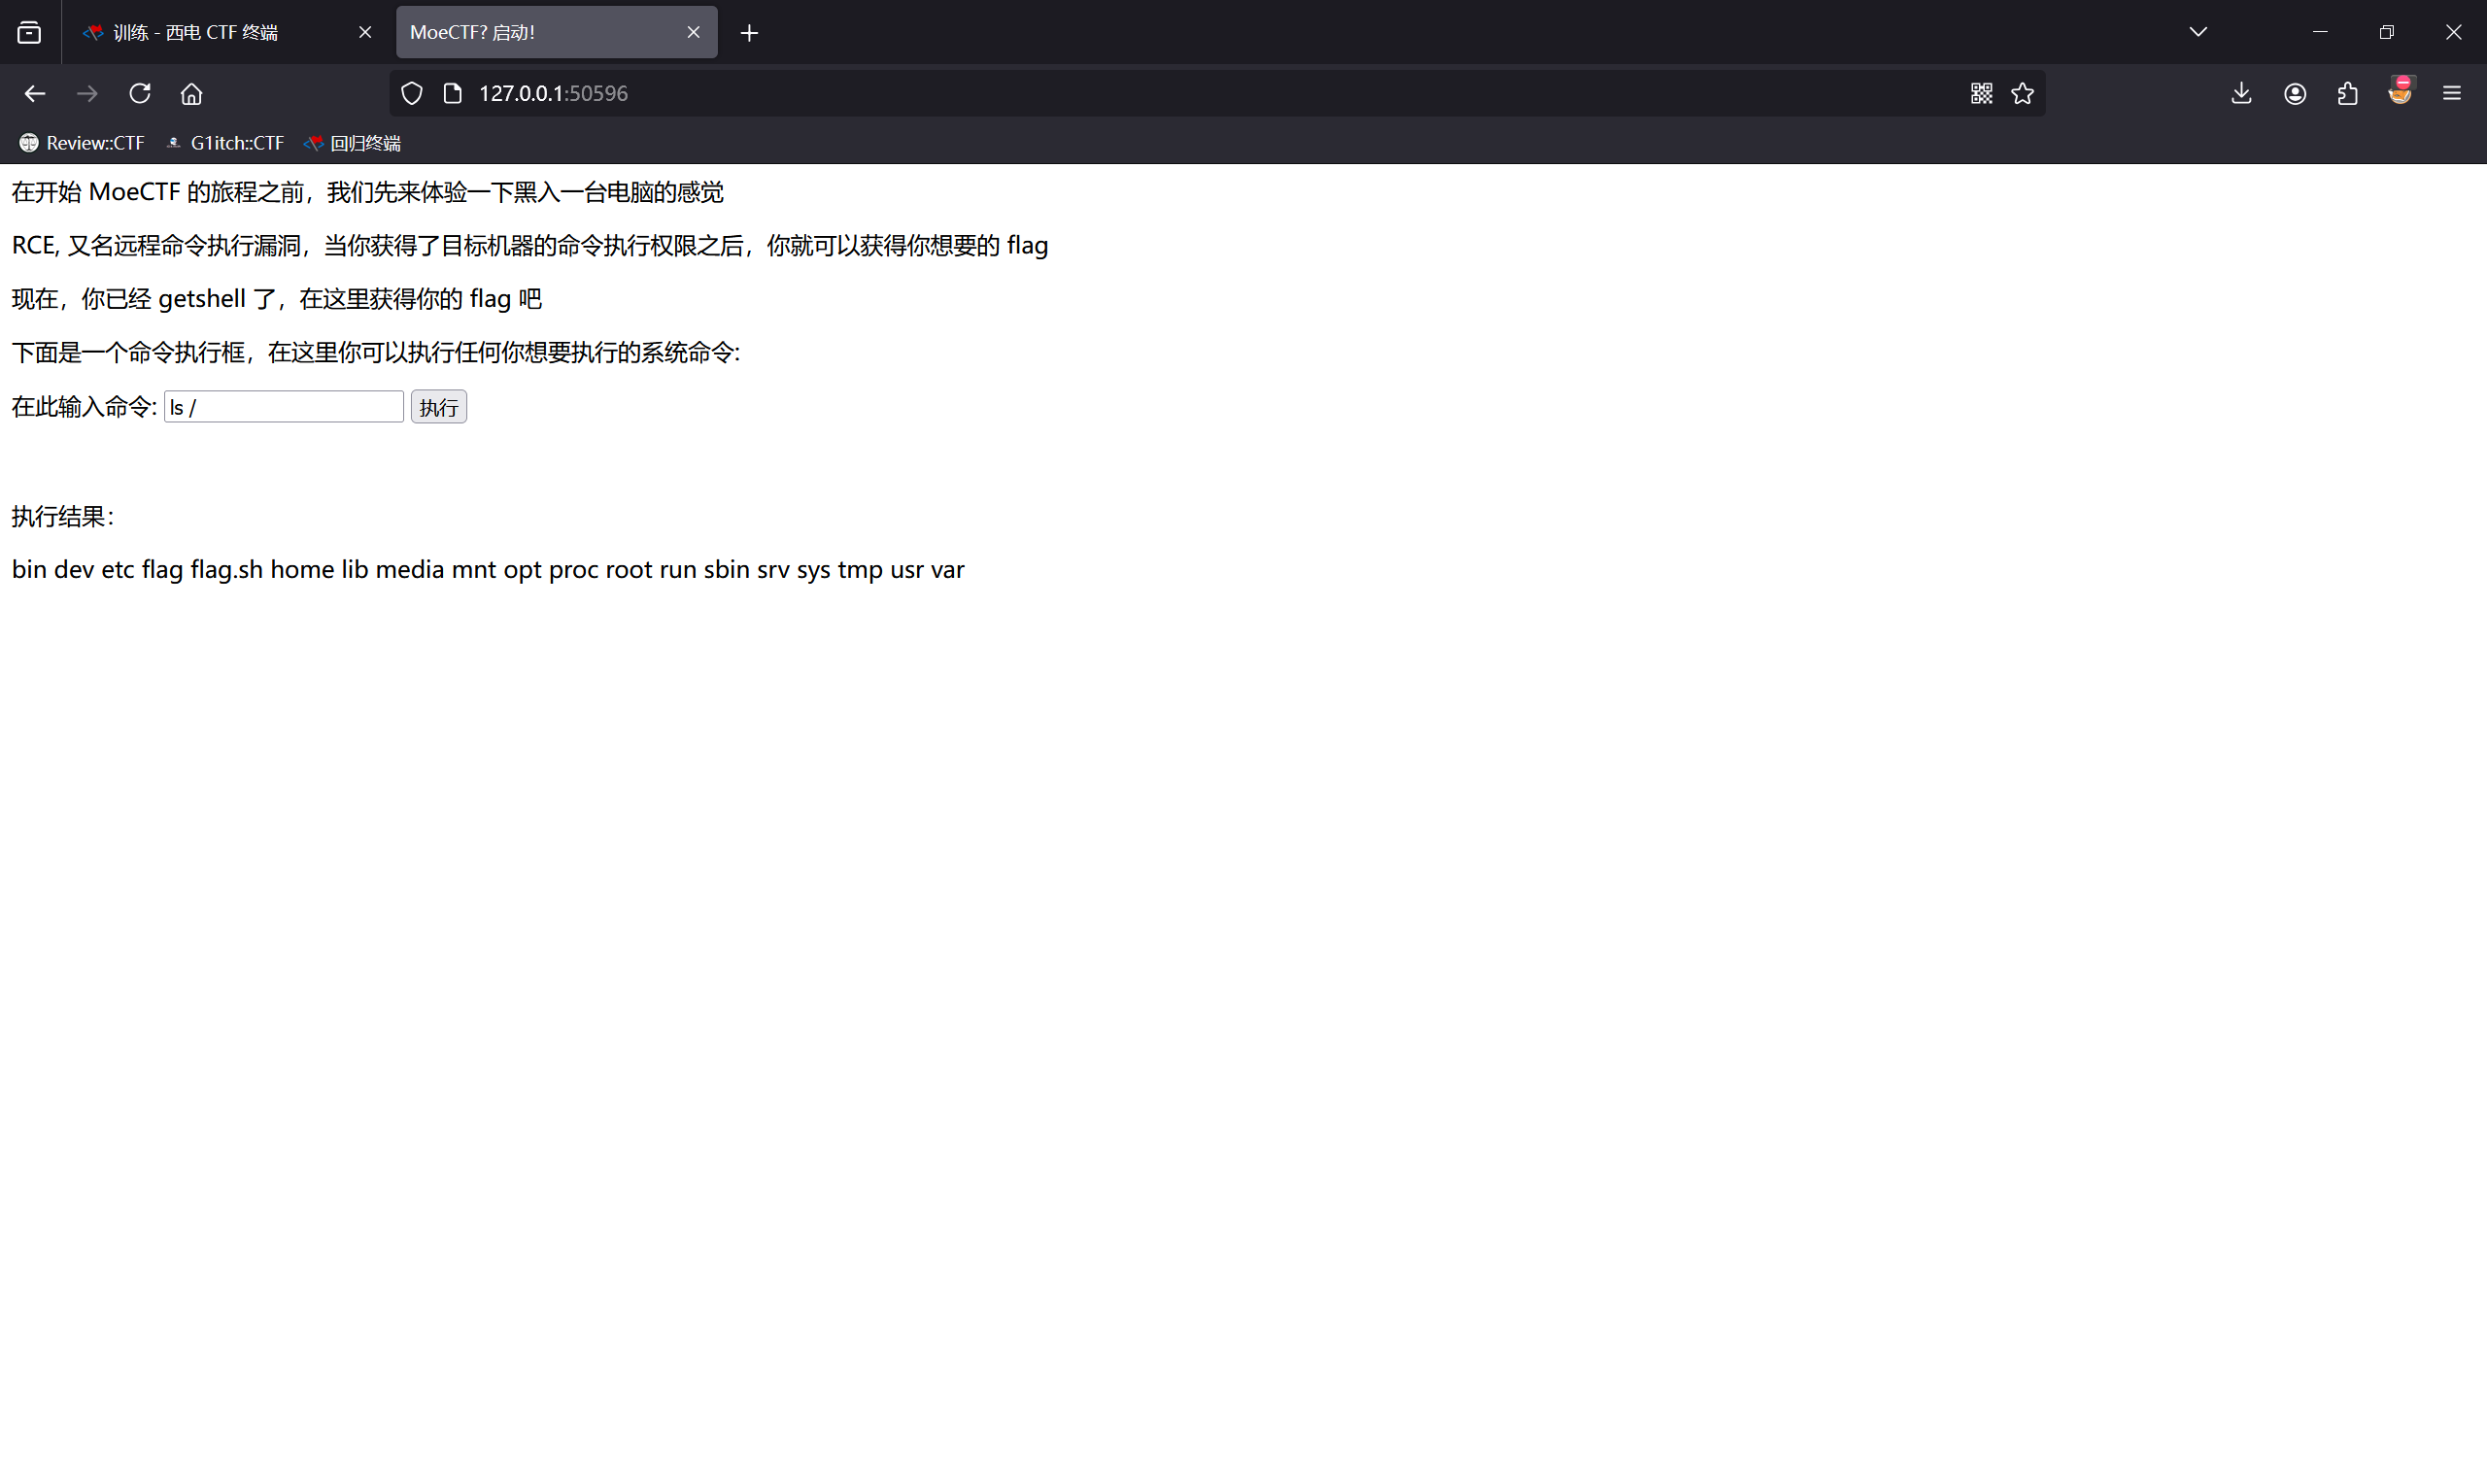 训练 - 西电 CTF 终端
MoeCTF? 启动!
127.0.0.1:50596
Review::CTF
G1itch::CTF
回归终端
在开始 MoeCTF 的旅程之前，我们先来体验一下黑入一台电脑的感觉
RCE, 又名远程命令执行漏洞，当你获得了目标机器的命令执行权限之后，你就可以获得你想要的 flag
现在，你已经 getshell 了，在这里获得你的 flag 吧
下面是一个命令执行框，在这里你可以执行任何你想要执行的系统命令:
在此输入命令: ls / 执行
执行结果：
bin dev etc flag flag.sh home lib media mnt opt proc root run sbin srv sys tmp usr var